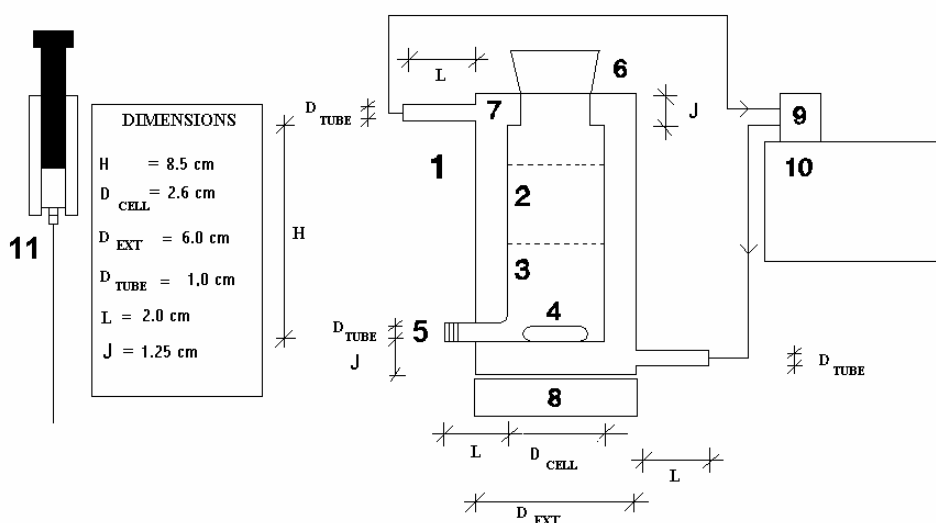 L
6
D TUBE
7
J
9
DIMENSIONS
H = 8.5 cm
D CELL = 2.6 cm
D EXT = 6.0 cm
D TUBE = 1,0 cm
L = 2.0 cm
J = 1.25 cm
1
10
2
H
11
3
4
D TUBE
5
J
D TUBE
8
L
D CELL
L
D EXT